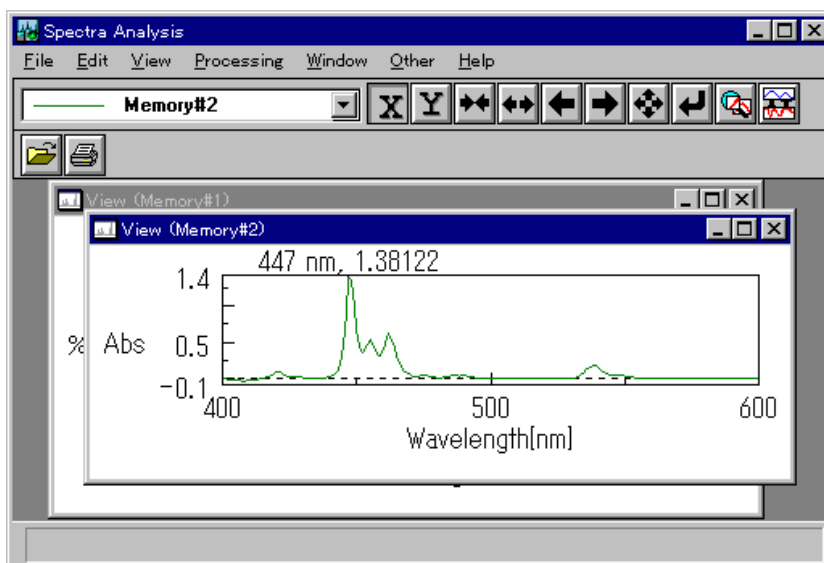 Spectra Analysis
File Edit View Processing Window Other Help
Memory#2 X Y
View (Memory#1)
View (Memory#2)
447 nm, 1.38122
1.4
% Abs 0.5
-0.1
400 500 600
Wavelength[nm]